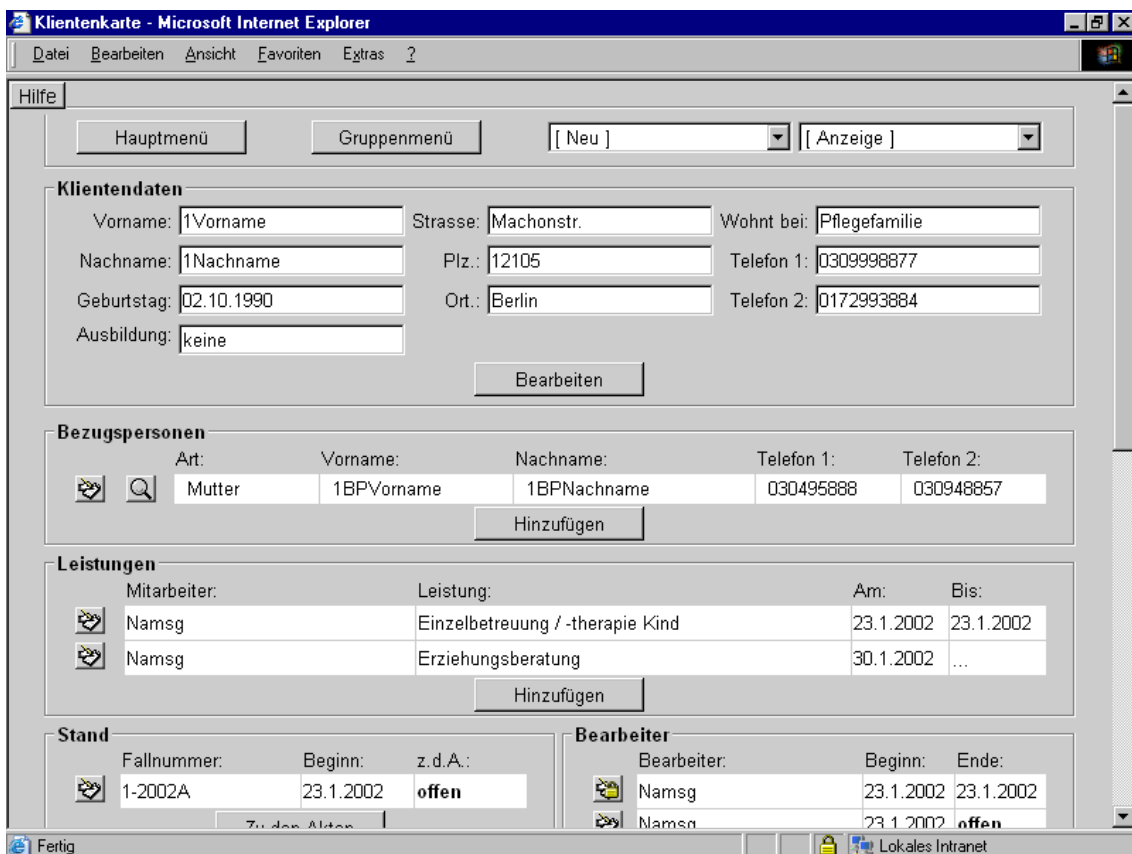 Klientenkarte - Microsoft Internet Explorer
Datei Bearbeiten Ansicht Favoriten Extras ?
Hilfe
Hauptmenü Gruppenmenü [ Neu ] [ Anzeige ]
Klientendaten
Vorname: 1Vorname Strasse: Machonstr. Wohnt bei: Pflegefamilie
Nachname: 1Nachname Plz.: 12105 Telefon 1: 0309998877
Geburtstag: 02.10.1990 Ort.: Berlin Telefon 2: 0172993884
Ausbildung: keine
Bearbeiten
Bezugspersonen
Art: Vorname: Nachname: Telefon 1: Telefon 2:
Mutter 1BPVorname 1BPNachname 030495888 030948857
Hinzufügen
Leistungen
Mitarbeiter: Leistung: Am: Bis:
Namsg Einzelbetreuung / -therapie Kind 23.1.2002 23.1.2002
Namsg Erziehungsberatung 30.1.2002 ...
Hinzufügen
Stand Bearbeiter
Fallnummer: Beginn: z.d.A.: Bearbeiter: Beginn: Ende:
1-2002A 23.1.2002 offen Namsg 23.1.2002 23.1.2002
Zu den Akten Namsg 23.1.2002 offen
Fertig Lokales Intranet